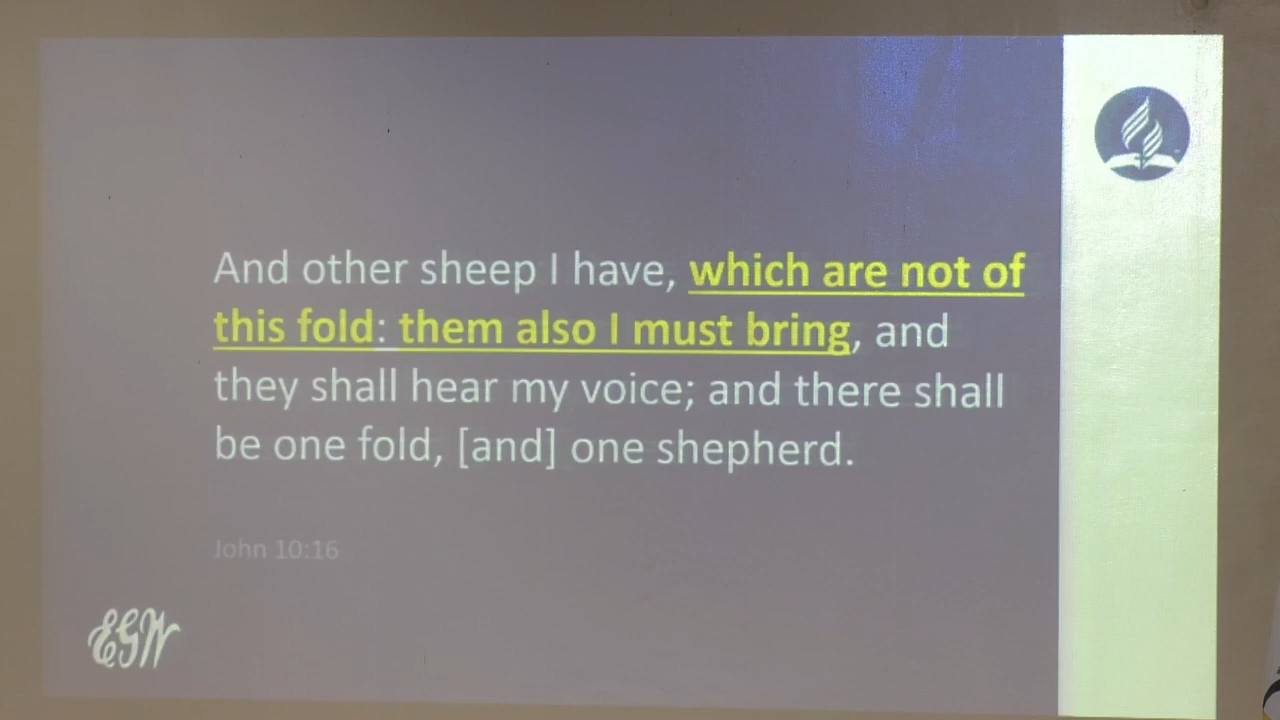 And other sheep I have, which are not of
this fold: them also I must bring, and
they shall hear my voice; and there shall
be one fold, [and] one shepherd.
John 10:16
EGW